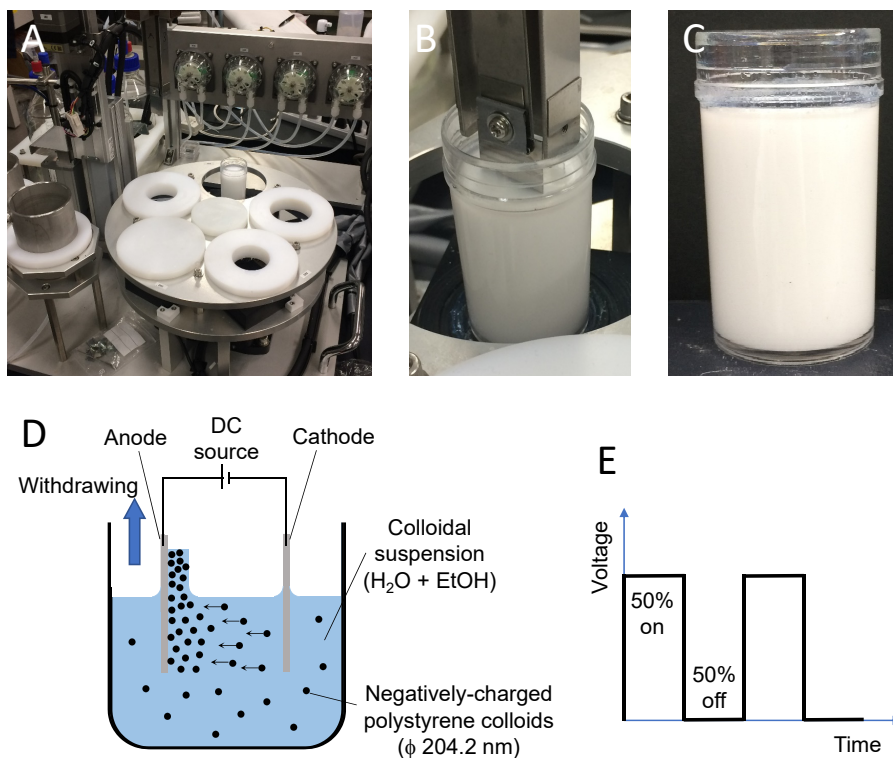 A
B
C
D
Anode
DC
source
Cathode
Withdrawing
Colloidal
suspension
(H₂O + EtOH)
Negatively-charged
polystyrene colloids
(ϕ 204.2 nm)
E
Voltage
50%
on
50%
off
Time